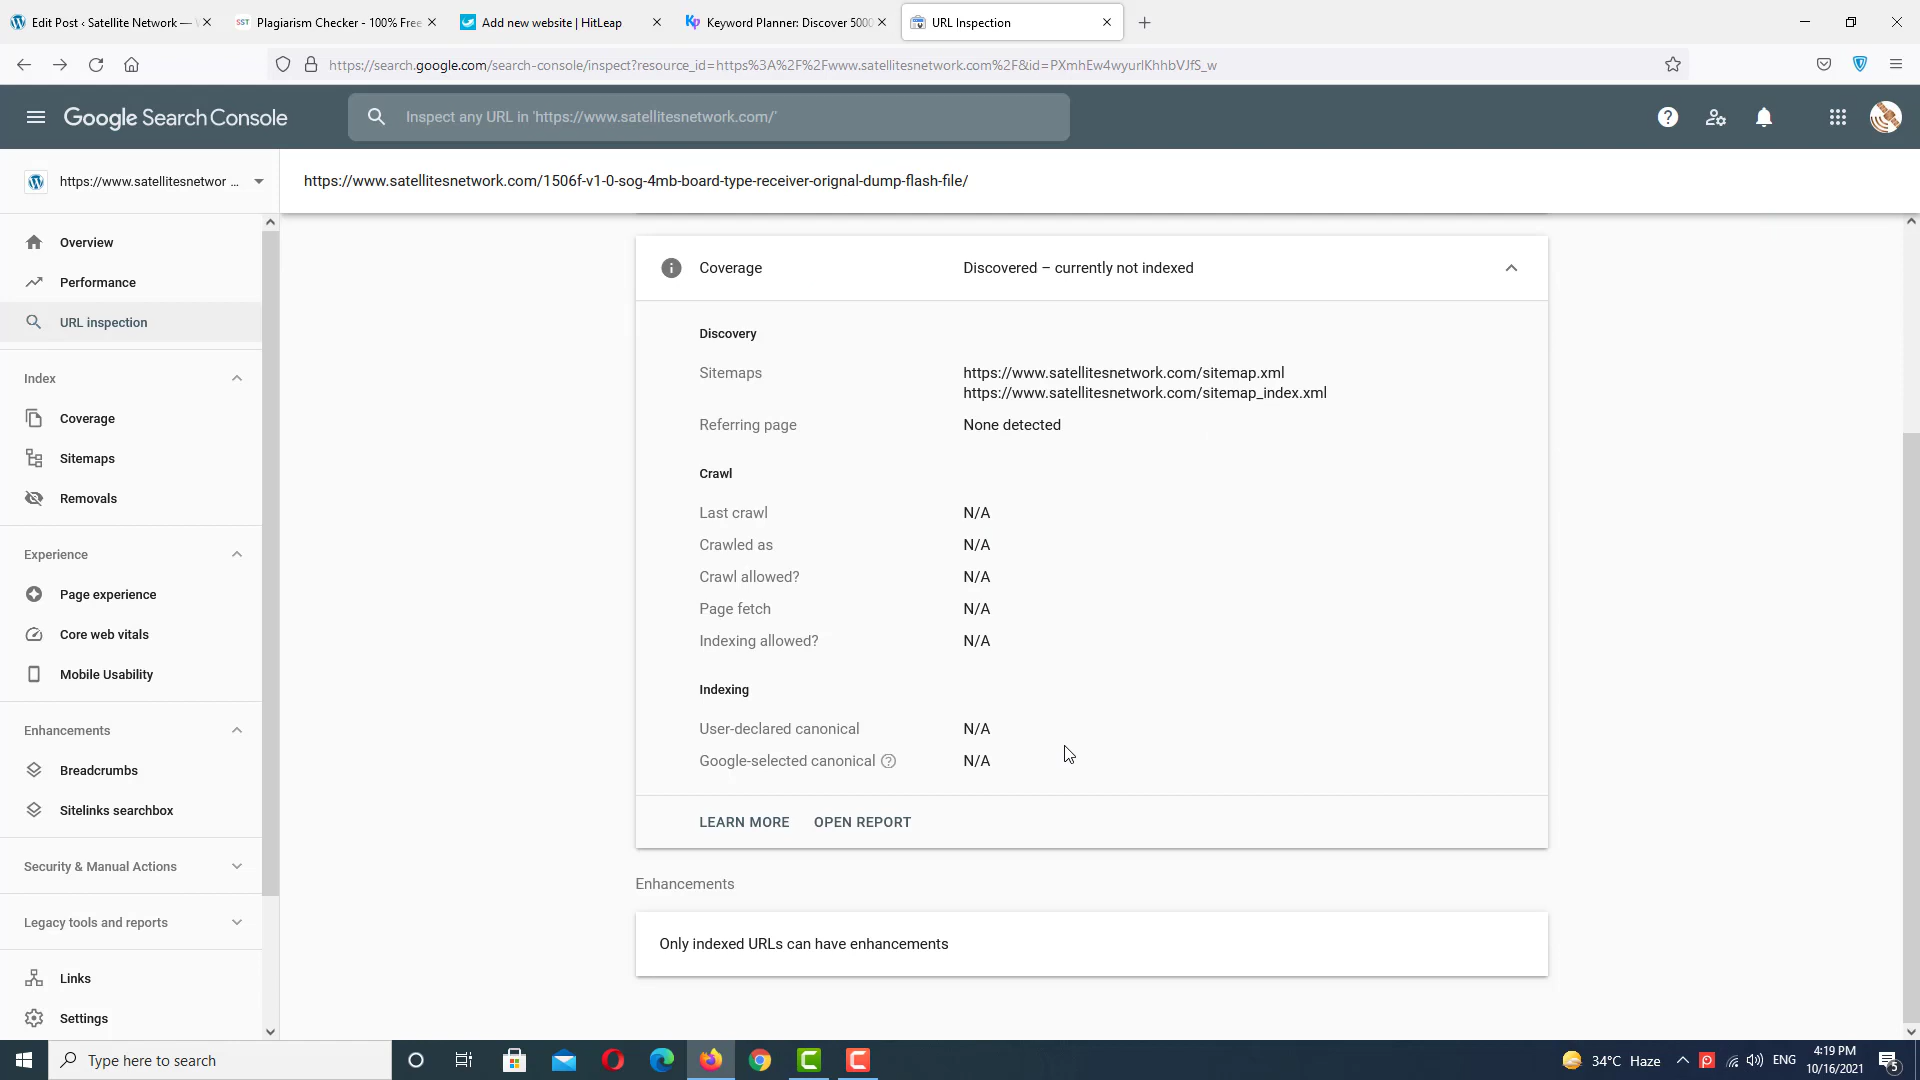 Edit Post ‹ Satellite Network —
Plagiarism Checker - 100% Free
Add new website | HitLeap
Keyword Planner: Discover 5000
URL Inspection
https://search.google.com/search-console/inspect?resource_id=https%3A%2F%2Fwww.satellitesnetwork.com%2F&id=PXmhEw4wyurlKhhbVJfS_w
Google Search Console
Inspect any URL in 'https://www.satellitesnetwork.com/'
https://www.satellitesnetwor ...
https://www.satellitesnetwork.com/1506f-v1-0-sog-4mb-board-type-receiver-orignal-dump-flash-file/
Overview
Performance
URL inspection
Index
Coverage
Sitemaps
Removals
Experience
Page experience
Core web vitals
Mobile Usability
Enhancements
Breadcrumbs
Sitelinks searchbox
Security & Manual Actions
Legacy tools and reports
Links
Settings
Coverage
Discovered – currently not indexed
Discovery
Sitemaps
https://www.satellitesnetwork.com/sitemap.xml
https://www.satellitesnetwork.com/sitemap_index.xml
Referring page
None detected
Crawl
Last crawl
N/A
Crawled as
N/A
Crawl allowed?
N/A
Page fetch
N/A
Indexing allowed?
N/A
Indexing
User-declared canonical
N/A
Google-selected canonical
N/A
LEARN MORE
OPEN REPORT
Enhancements
Only indexed URLs can have enhancements
Type here to search
34°C Haze
ENG
4:19 PM
10/16/2021
5